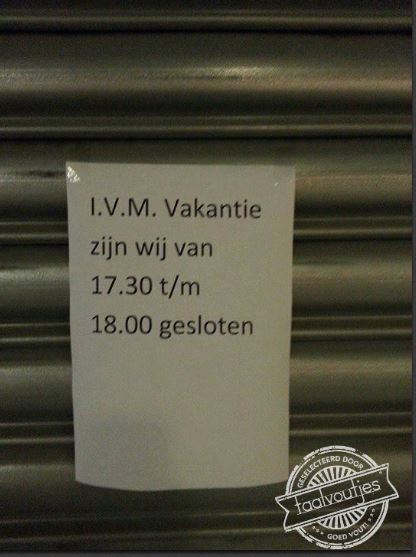 I.V.M. Vakantie
zijn wij van
17.30 t/m
18.00 gesloten
GESELECTEERD DOOR
taalvoutjes
GOED VOUT!